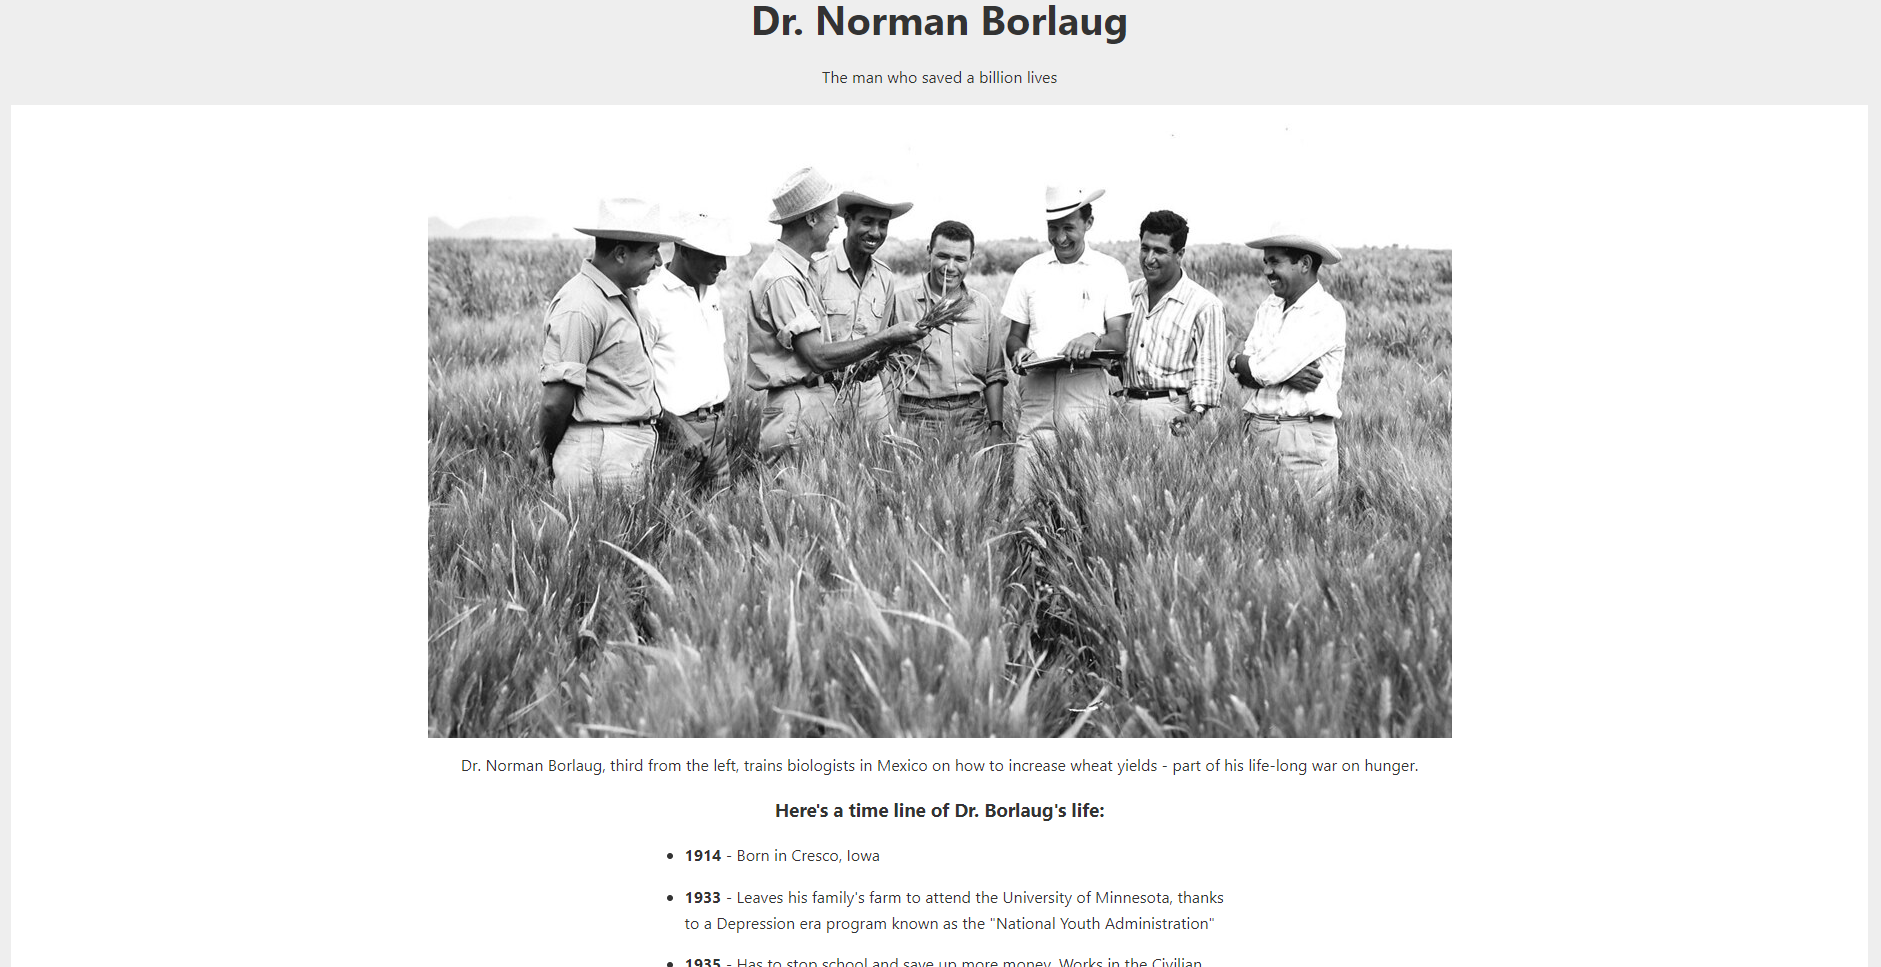 Dr. Norman Borlaug
The man who saved a billion lives
Dr. Norman Borlaug, third from the left, trains biologists in Mexico on how to increase wheat yields - part of his life-long war on hunger.
Here's a time line of Dr. Borlaug's life:
• 1914 - Born in Cresco, Iowa
• 1933 - Leaves his family's farm to attend the University of Minnesota, thanks
to a Depression era program known as the "National Youth Administration"
• 1935 - Has to stop school and save up more money. Works in the Civilian